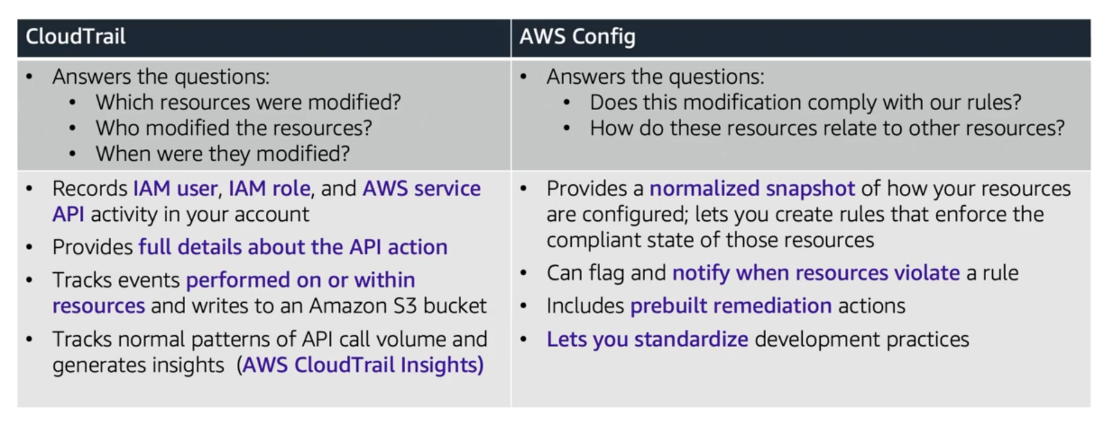 CloudTrail
• Answers the questions:
• Which resources were modified?
• Who modified the resources?
• When were they modified?
• Records IAM user, IAM role, and AWS service
API activity in your account
• Provides full details about the API action
• Tracks events performed on or within
resources and writes to an Amazon S3 bucket
• Tracks normal patterns of API call volume and
generates insights (AWS CloudTrail Insights)
AWS Config
• Answers the questions:
• Does this modification comply with our rules?
• How do these resources relate to other resources?
• Provides a normalized snapshot of how your resources
are configured; lets you create rules that enforce the
compliant state of those resources
• Can flag and notify when resources violate a rule
• Includes prebuilt remediation actions
• Lets you standardize development practices